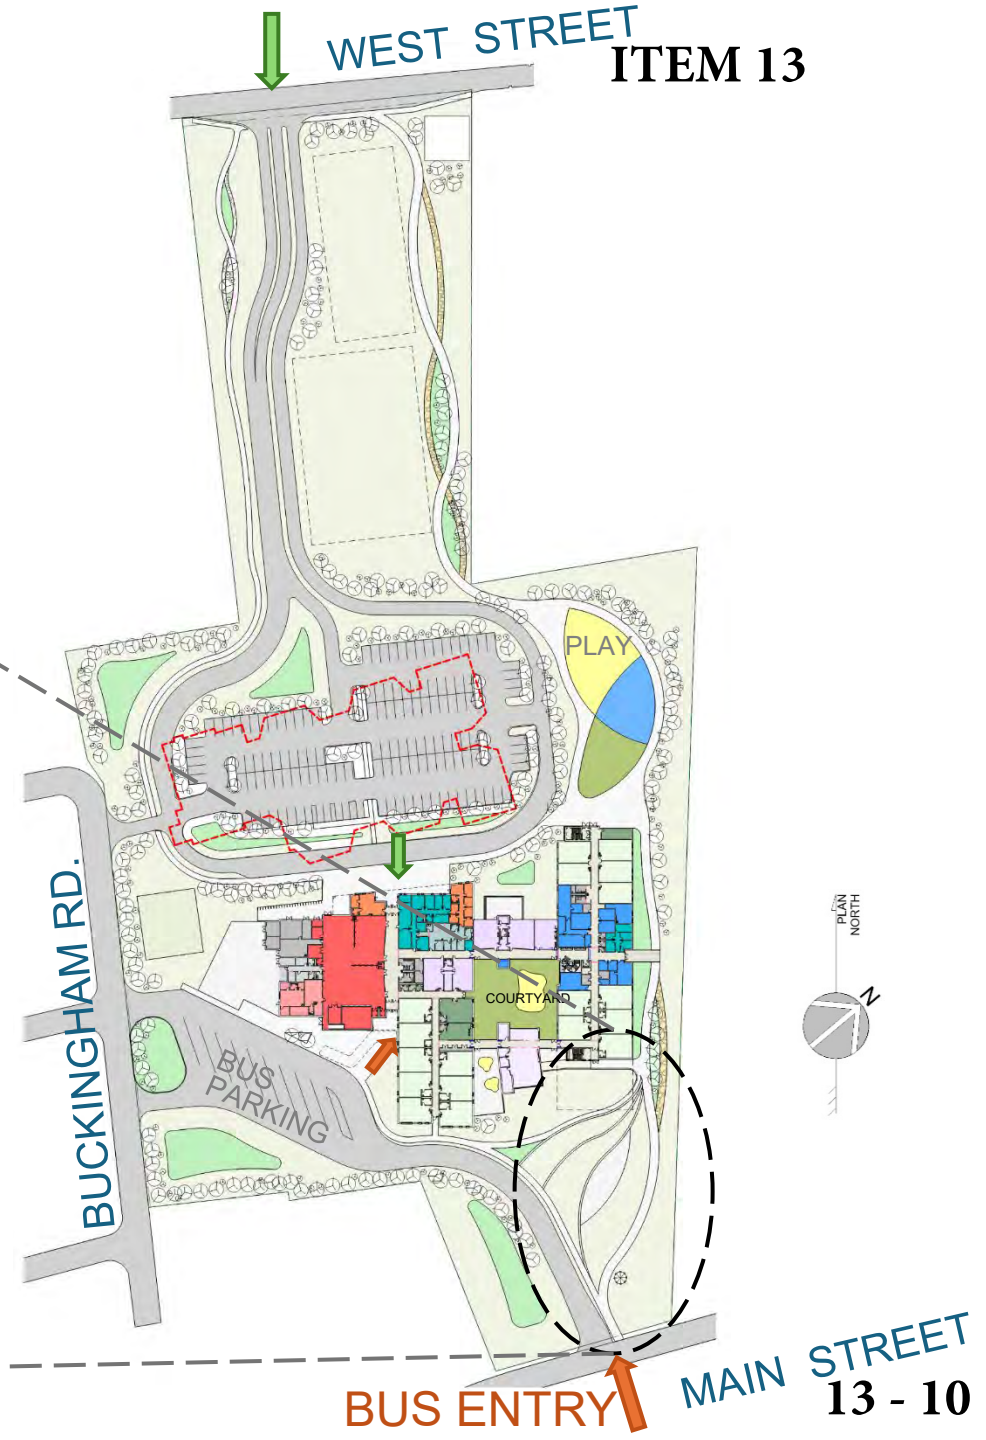 WEST STREET
ITEM 13
PLAY
BUCKINGHAM RD.
PLAN
NORTH
COURTYARD
N
BUS
PARKING
MAIN STREET
BUS ENTRY
13 - 10